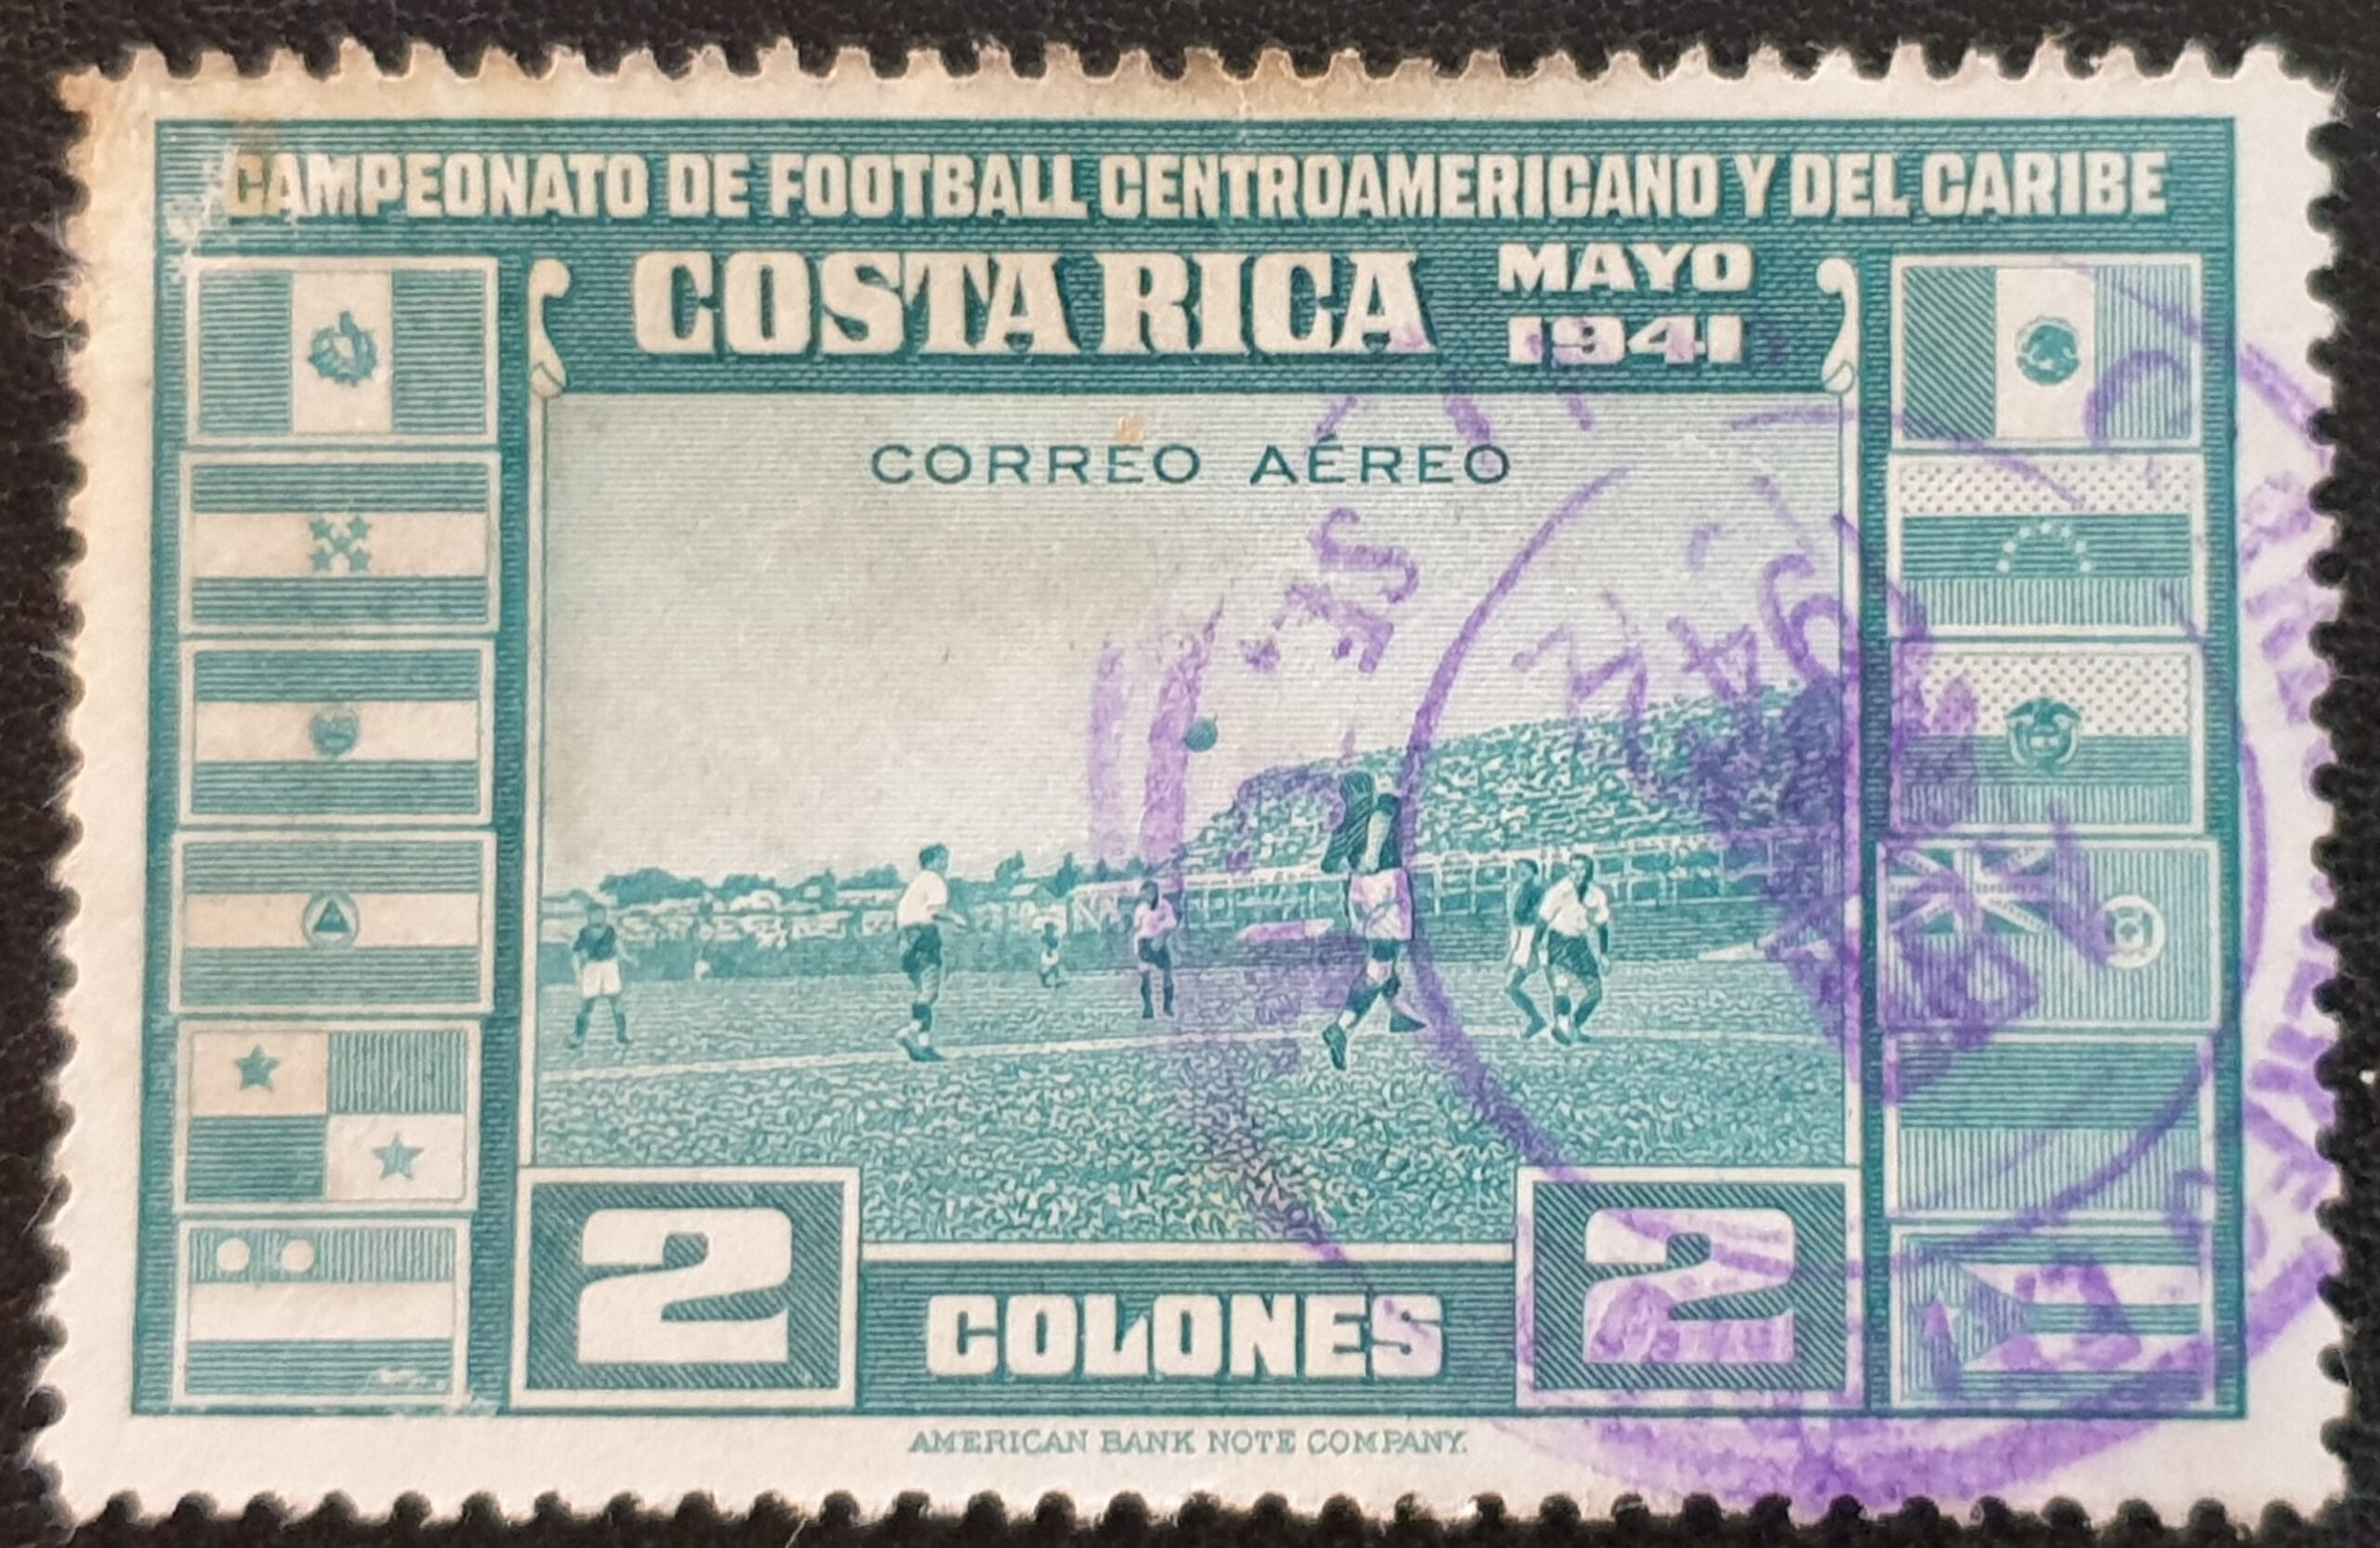 CAMPEONATO DE FOOTBALL CENTROAMERICANO Y DEL CARIBE
COSTA RICA
MAYO
1941
CORREO AÉREO
2
COLONES
2
AMERICAN BANK NOTE COMPANY.